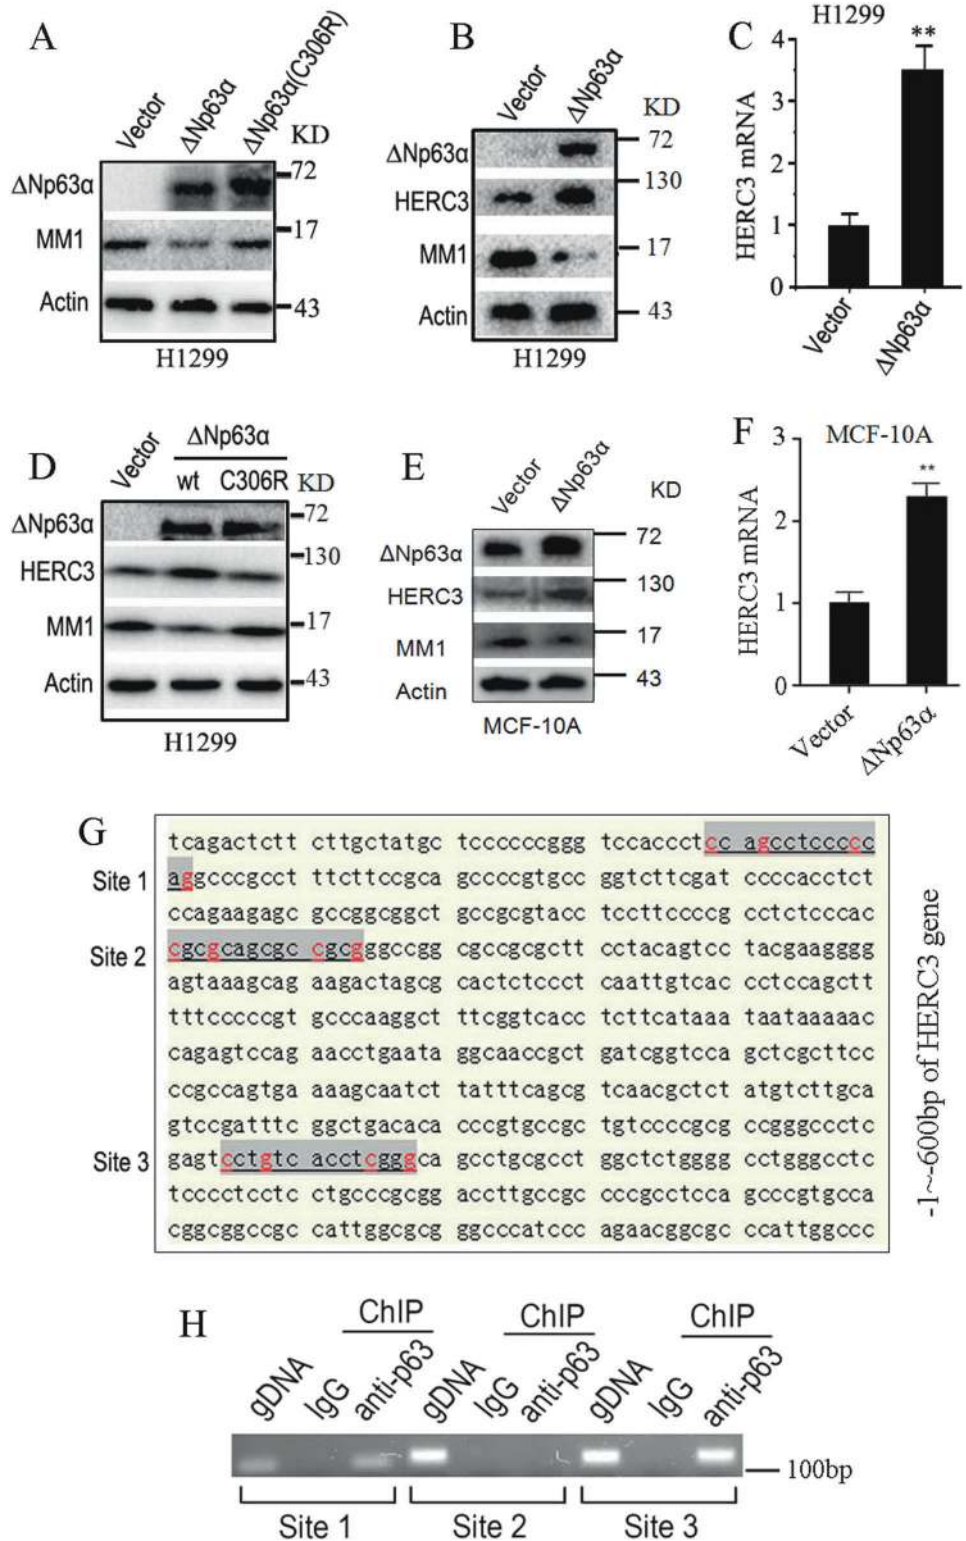 A
Vector
ΔNp63α
ΔNp63α(C306R)
KD
ΔNp63α
72
MM1
17
Actin
43
H1299
B
Vector
ΔNp63α
KD
ΔNp63α
72
HERC3
130
MM1
17
Actin
43
H1299
C
H1299
**
HERC3 mRNA
4
3
2
1
0
Vector
ΔNp63α
D
Vector
ΔNp63α
wt C306R KD
ΔNp63α
72
HERC3
130
MM1
17
Actin
43
H1299
E
Vector
ΔNp63α
KD
ΔNp63α
72
HERC3
130
MM1
17
Actin
43
MCF-10A
F
MCF-10A
**
HERC3 mRNA
3
2
1
0
Vector
ΔNp63α
G
tcagactctt cttgctatgc tccccccggg tccaccctcc agcctccccc
Site 1 aggcccgcct ttcttccgca gccccgtgcc ggtcttcgat ccccacctct
ccagaagagc gccggcggct gccgcgtacc tccttccccg cctctcccac
Site 2 cgcgcagcgc cgcgggccgg cgccgcgctt cctacagtcc tacgaagggg
agtaaagcag aagactagcg cactctccct caattgtcac cctccagctt
tttcccccgt gcccaaggct ttcggtcacc tcttcataaa taataaaaac
cagagtccag aacctgaata ggcaaccgct gatcggtcca gctcgcttcc
ccgccagtga aaagcaatct tatttcagcg tcaacgctct atgtcttgca
gtccgatttc ggctgacaca cccgtgccgc tgtccccgcg ccgggccctc
Site 3 gagtcctgtc acctcgggca gcctgcgcct ggctctgggg cctgggcctc
tcccctcctc ctgcccgcgg accttgccgc cccgcctcca gcccgtgcca
cggcggccgc cattggcgcg ggcccatccc agaacggcgc cccattggccc
-1~-600bp of HERC3 gene
H
ChIP
ChIP
ChIP
gDNA
IgG
anti-p63
gDNA
IgG
anti-p63
gDNA
IgG
anti-p63
100bp
Site 1
Site 2
Site 3